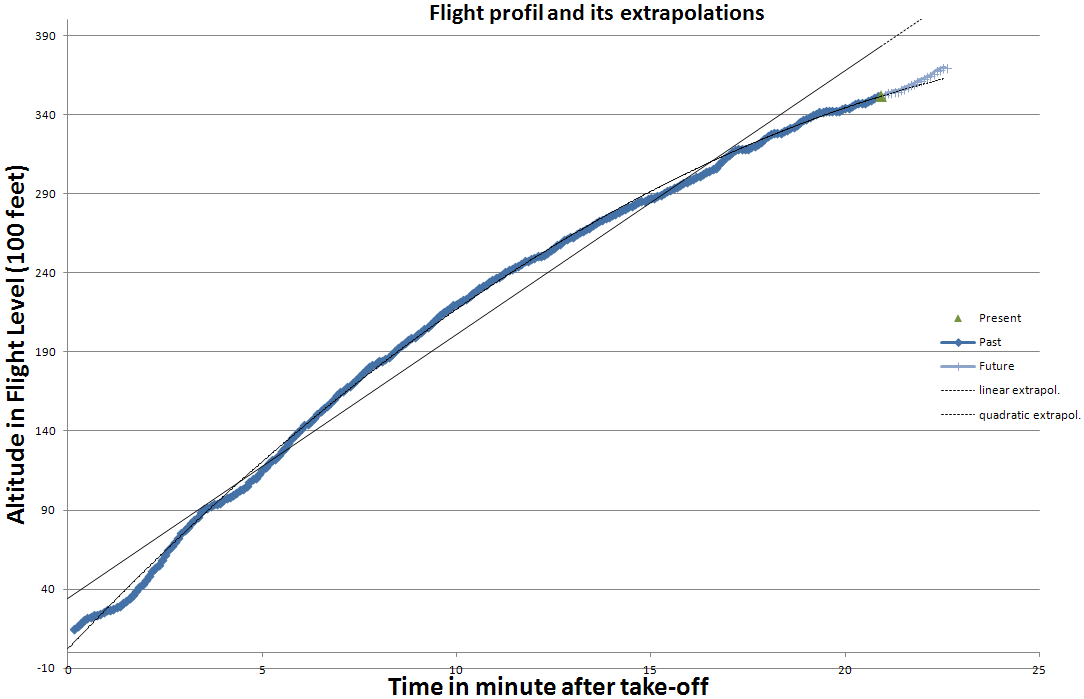 Flight profil and its extrapolations
390
340
290
240
190
140
90
40
-10
Altitude in Flight Level (100 feet)
Present
Past
Future
linear extrapol.
quadratic extrapol.
0 5 10 15 20 25
Time in minute after take-off